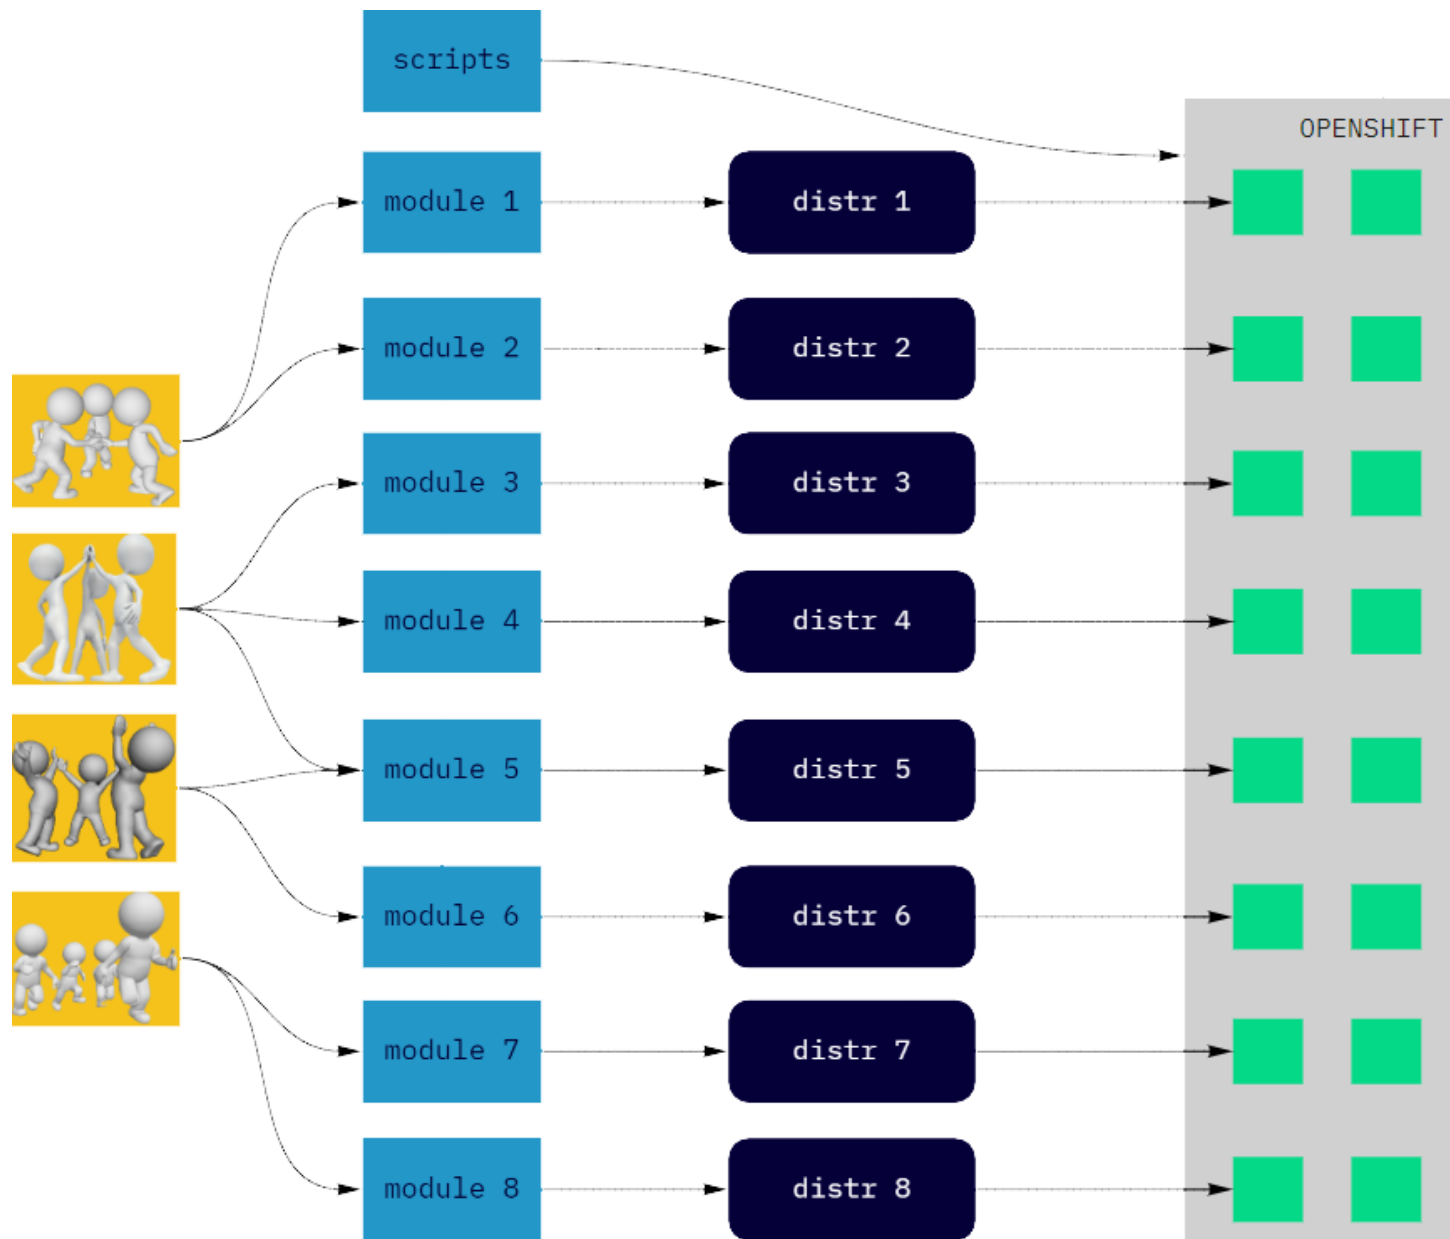 scripts
OPENSHIFT
module 1
distr 1
module 2
distr 2
module 3
distr 3
module 4
distr 4
module 5
distr 5
module 6
distr 6
module 7
distr 7
module 8
distr 8